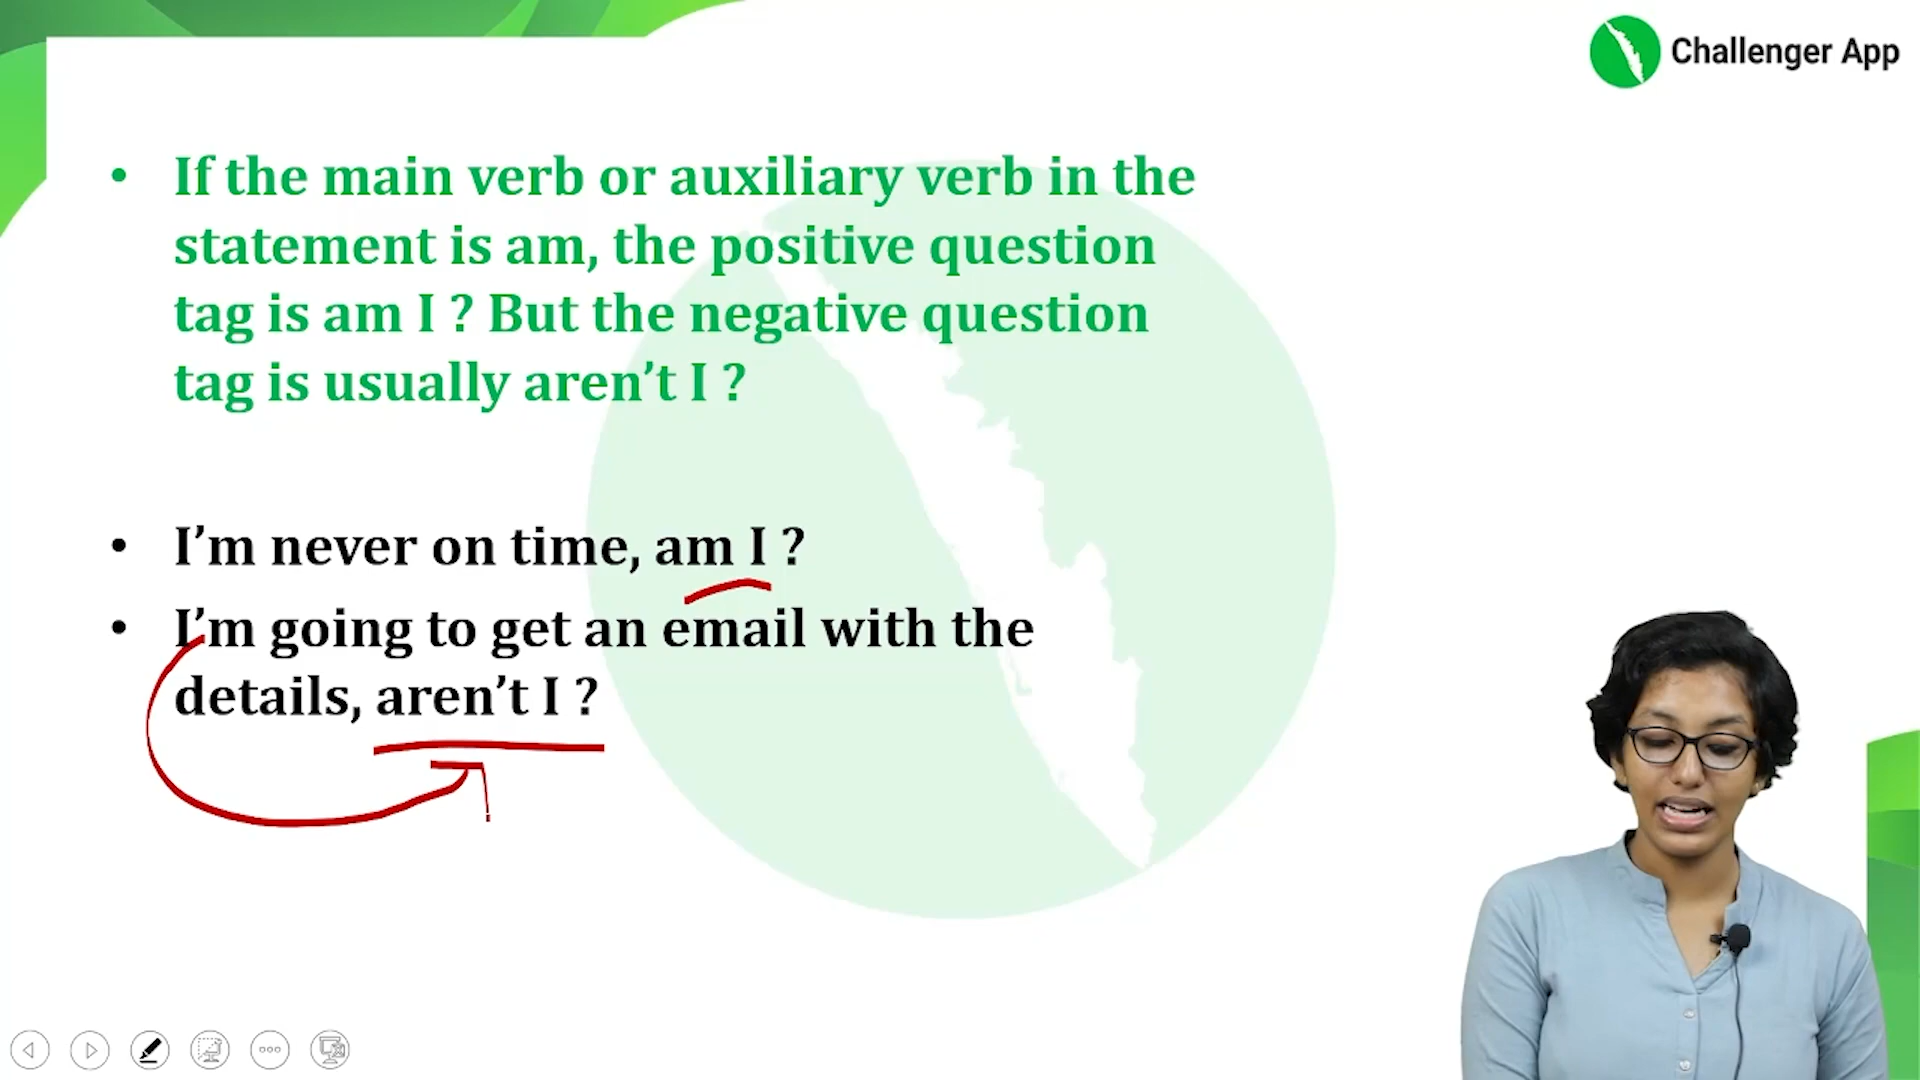 Challenger App
• If the main verb or auxiliary verb in the
statement is am, the positive question
tag is am I ? But the negative question
tag is usually aren’t I ?
• I’m never on time, am I ?
• I’m going to get an email with the
details, aren’t I ?